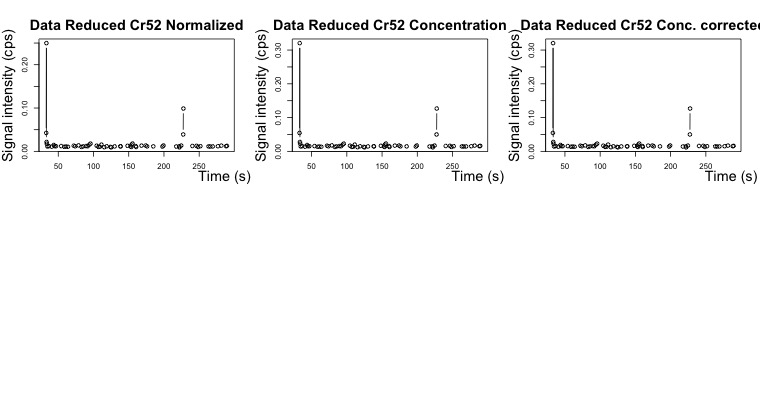 Data Reduced Cr52 Normalized
Signal intensity (cps)
0.00 0.10 0.20
50 100 150 200 250
Time (s)
Data Reduced Cr52 Concentration
Signal intensity (cps)
0.00 0.10 0.20 0.30
50 100 150 200 250
Time (s)
Data Reduced Cr52 Conc. corrected
Signal intensity (cps)
0.00 0.10 0.20 0.30
50 100 150 200 250
Time (s)